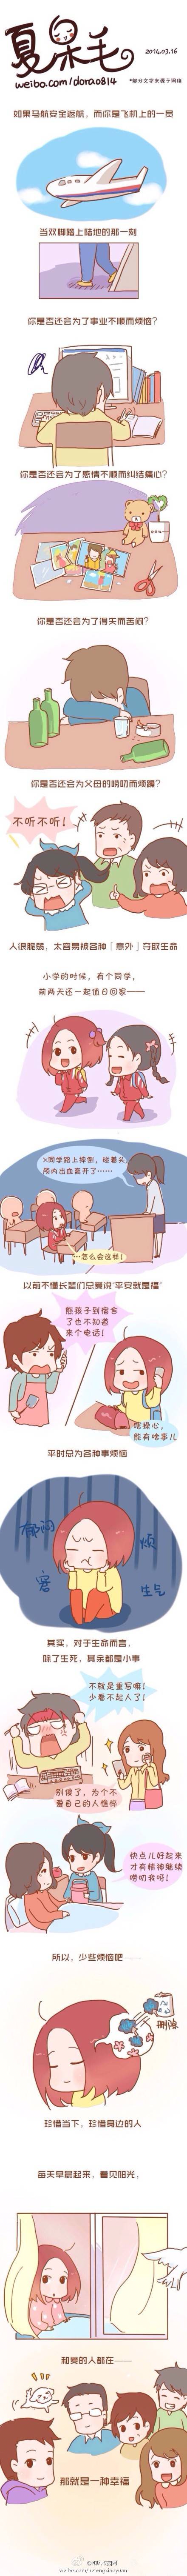 夏呆毛
2014.03.16
weibo.com/dora0814
*部分文字来源于网络
如果马航安全返航，而你是飞机上的一员
当双脚踏上陆地的那一刻
你是否还会为了事业不顺而烦恼？
你是否还会为了感情不顺而纠结痛心？
你是否还会为了得失而苦闷？
你是否还会为父母的唠叨而烦躁？
不听不听！
人很脆弱，太容易被各种「意外」夺取生命
小学的时候，有个同学，
前两天还一起值日回家——
>同学路上摔倒，磕着头，
颅内出血离开了……
…怎么会这样！
以前不懂长辈们总爱说“平安就是福”
熊孩子到宿舍
了也不知道
来个电话！
瞎操心，
能有啥事儿
平时总为各种事烦恼
郁闷
烦
窘
生气
其实，对于生命而言，
除了生死，其余都是小事
不就是重写嘛！
少看不起人了！
别傻了，为个不
爱自己的人憔悴
快点儿好起来
才有精神继续
唠叨我呀！
所以，少些烦恼吧——
删除
珍惜当下，珍惜身边的人
每天早晨起来，看见阳光，
和爱的人都在——
那就是一种幸福